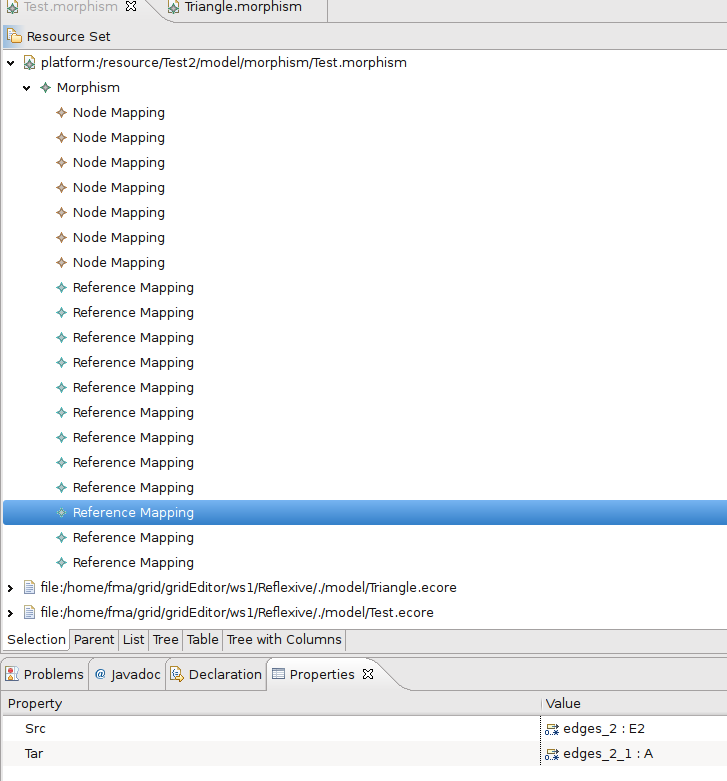 Test.morphism Triangle.morphism
Resource Set
platform:/resource/Test2/model/morphism/Test.morphism
Morphism
Node Mapping
Node Mapping
Node Mapping
Node Mapping
Node Mapping
Node Mapping
Node Mapping
Reference Mapping
Reference Mapping
Reference Mapping
Reference Mapping
Reference Mapping
Reference Mapping
Reference Mapping
Reference Mapping
Reference Mapping
Reference Mapping
Reference Mapping
Reference Mapping
file:/home/fma/grid/gridEditor/ws1/Reflexive/./model/Triangle.ecore
file:/home/fma/grid/gridEditor/ws1/Reflexive/./model/Test.ecore
Selection Parent List Tree Table Tree with Columns
Problems @ Javadoc Declaration Properties
Property Value
Src edges_2 : E2
Tar edges_2_1 : A